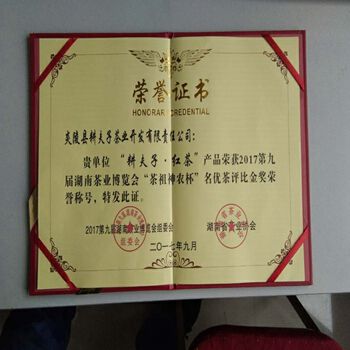 荣誉证书
HONORARY CREDENTIAL
炎陵县耕夫子茶业开发有限责任公司：
贵单位“耕夫子·红茶”产品荣获2017第九
届湖南茶业博览会“茶祖神农杯”名优茶评比金奖荣
誉称号，特发此证。
2017第九届湖南茶业博览会组委会 湖南省茶业协会
组委会
二〇一七年九月